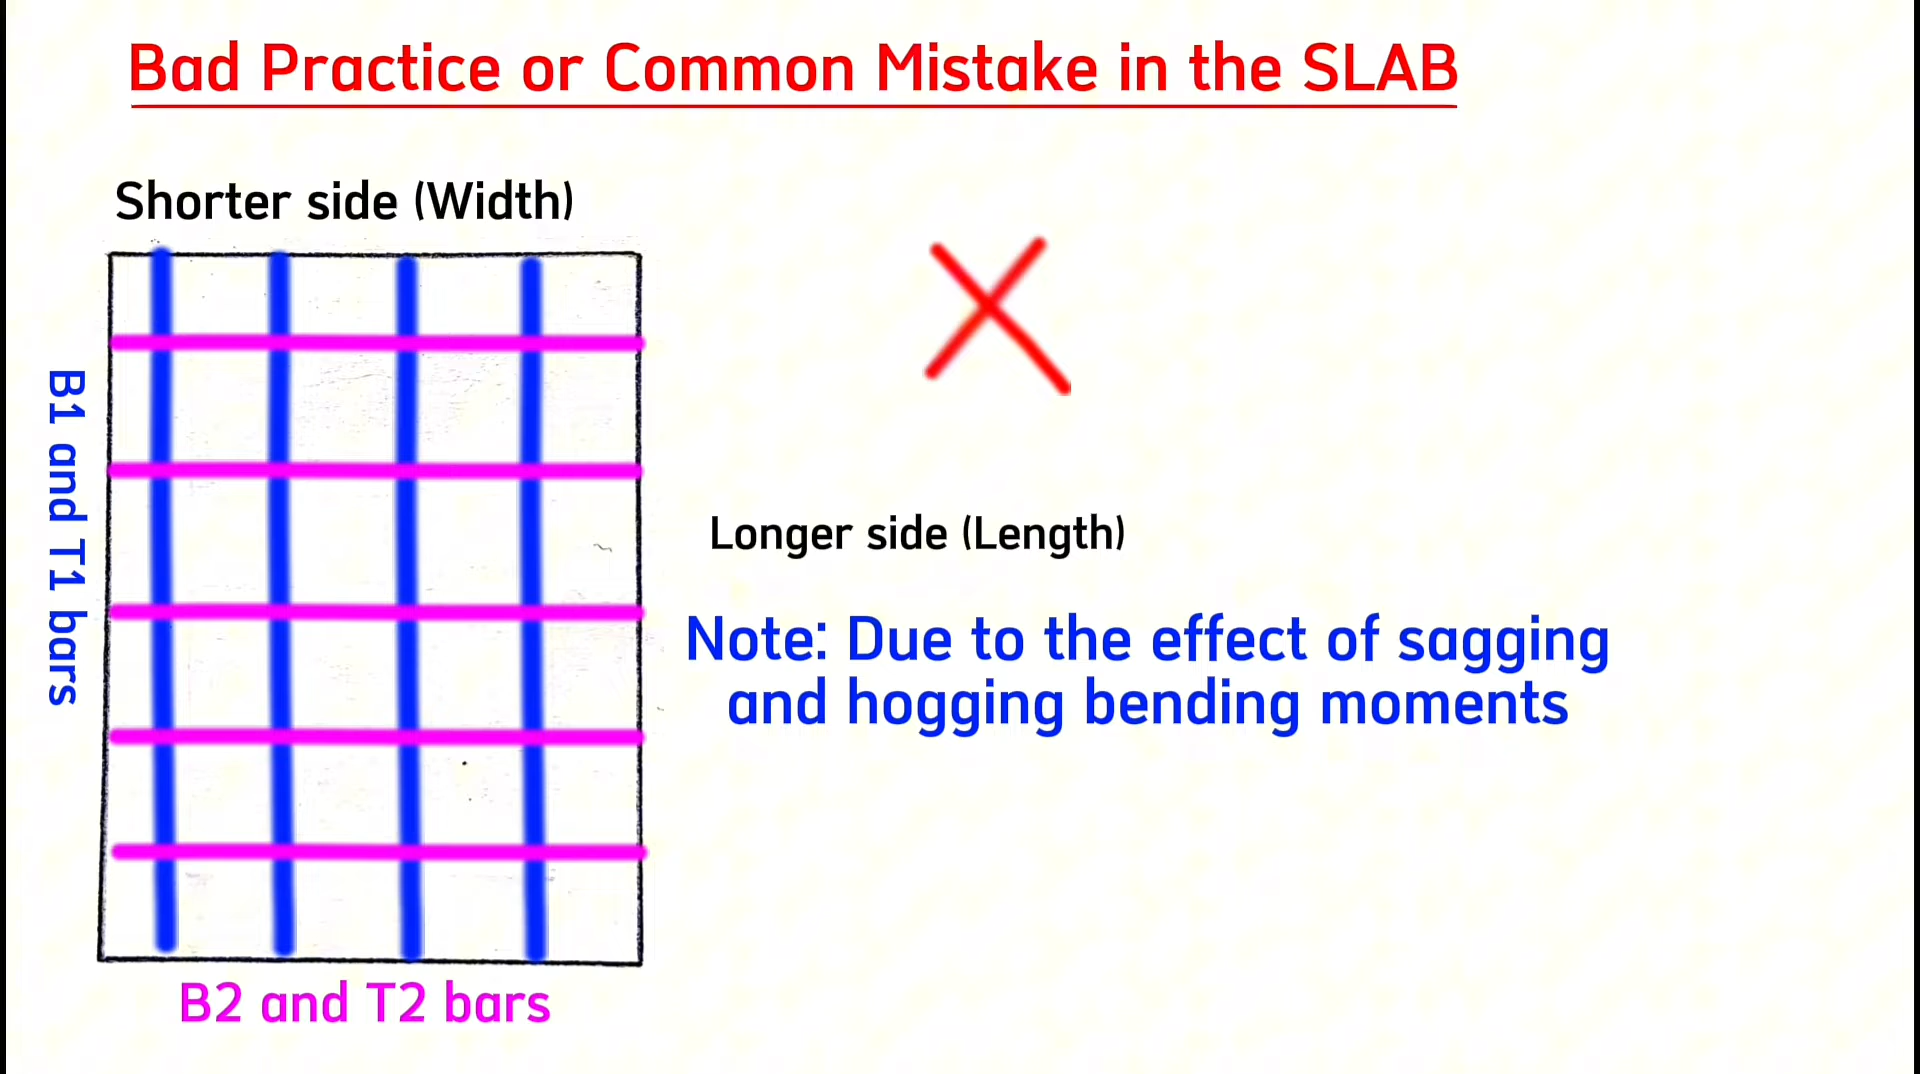 Bad Practice or Common Mistake in the SLAB
Shorter side (Width)
B1 and T1 bars
Longer side (Length)
Note: Due to the effect of sagging
and hogging bending moments
B2 and T2 bars